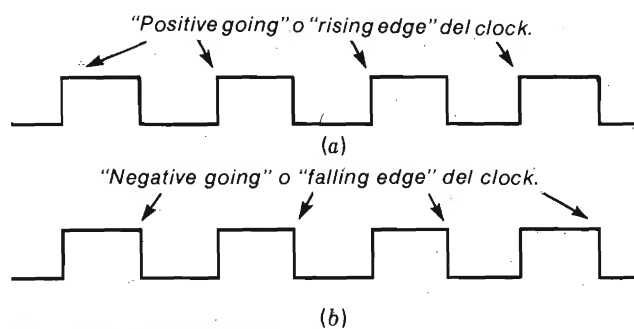 “Positive going” o “rising edge” del clock.
(a)
“Negative going” o “falling edge” del clock.
(b)